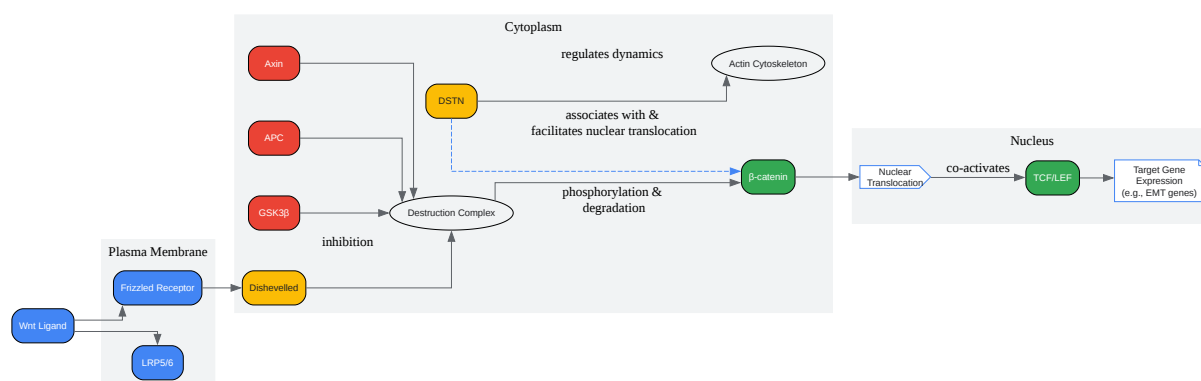 Cytoplasm
regulates dynamics
Axin
Actin Cytoskeleton
DSTN
associates with &
facilitates nuclear translocation
APC
Nucleus
β-catenin
Nuclear
Translocation
co-activates
TCF/LEF
Target Gene
Expression
(e.g., EMT genes)
phosphorylation &
degradation
GSK3β
Destruction Complex
inhibition
Plasma Membrane
Frizzled Receptor
Dishevelled
Wnt Ligand
LRP5/6